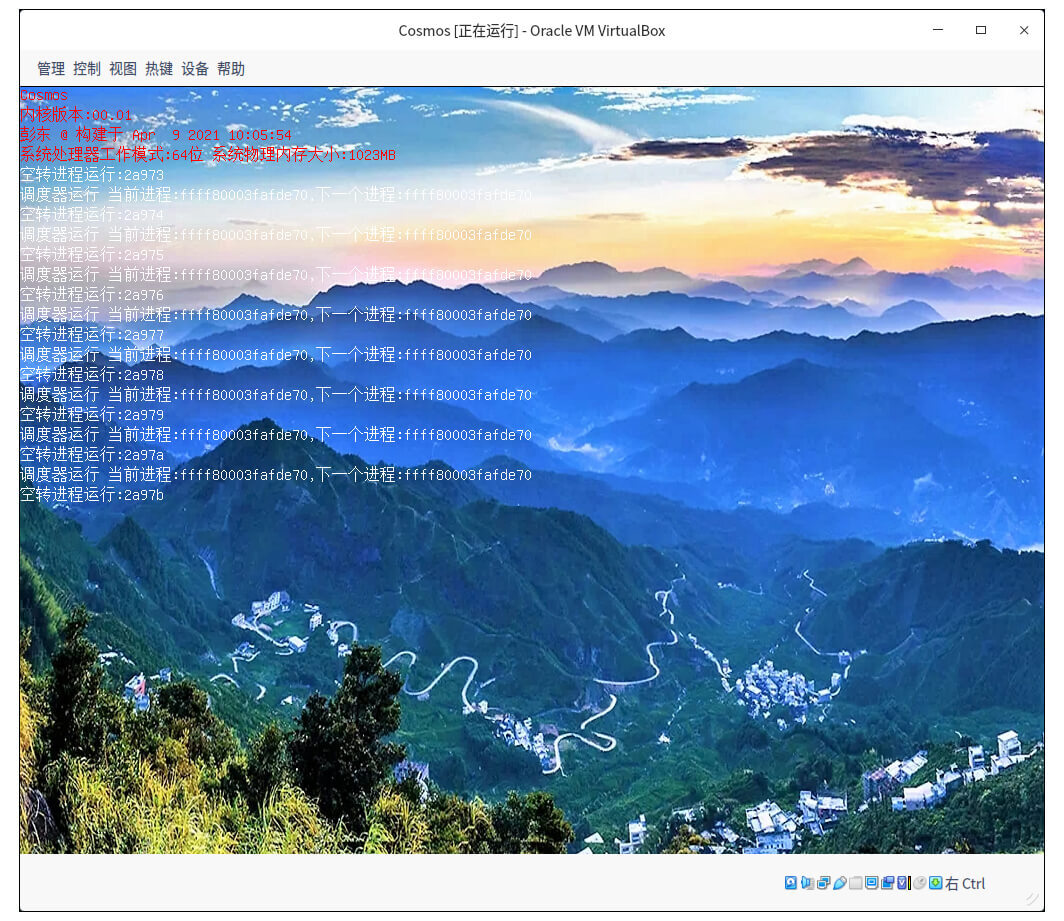 Cosmos [正在运行] - Oracle VM VirtualBox
管理 控制 视图 热键 设备 帮助
Cosmos
内核版本:00.01
彭东 @ 构建于 Apr  9 2021 10:05:54
系统处理器工作模式:64位 系统物理内存大小:1023MB
空转进程运行:2a973
调度器运行 当前进程:ffff80003fafde70,下一个进程:ffff80003fafde70
空转进程运行:2a974
调度器运行 当前进程:ffff80003fafde70,下一个进程:ffff80003fafde70
空转进程运行:2a975
调度器运行 当前进程:ffff80003fafde70,下一个进程:ffff80003fafde70
空转进程运行:2a976
调度器运行 当前进程:ffff80003fafde70,下一个进程:ffff80003fafde70
空转进程运行:2a977
调度器运行 当前进程:ffff80003fafde70,下一个进程:ffff80003fafde70
空转进程运行:2a978
调度器运行 当前进程:ffff80003fafde70,下一个进程:ffff80003fafde70
空转进程运行:2a979
调度器运行 当前进程:ffff80003fafde70,下一个进程:ffff80003fafde70
空转进程运行:2a97a
调度器运行 当前进程:ffff80003fafde70,下一个进程:ffff80003fafde70
空转进程运行:2a97b
右 Ctrl